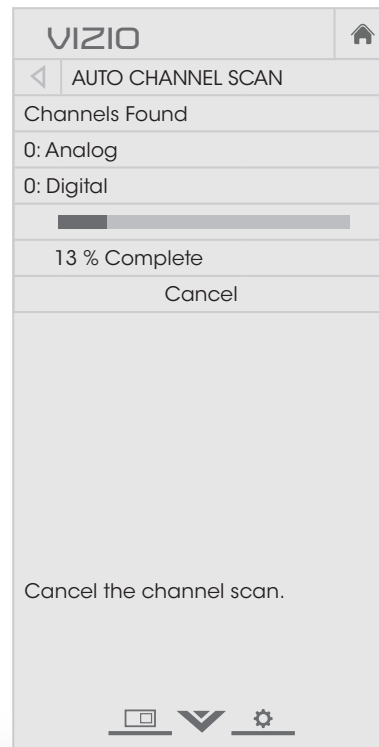 VIZIO
AUTO CHANNEL SCAN
Channels Found
0: Analog
0: Digital
13 % Complete
Cancel
Cancel the channel scan.